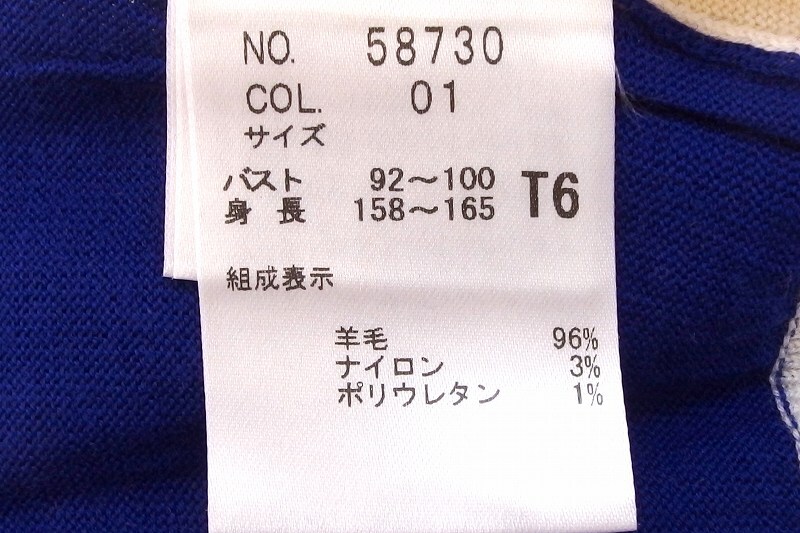 NO. 58730
COL. 01
サイズ
バスト 92～100 T6
身長 158～165
組成表示
羊毛 96%
ナイロン 3%
ポリウレタン 1%